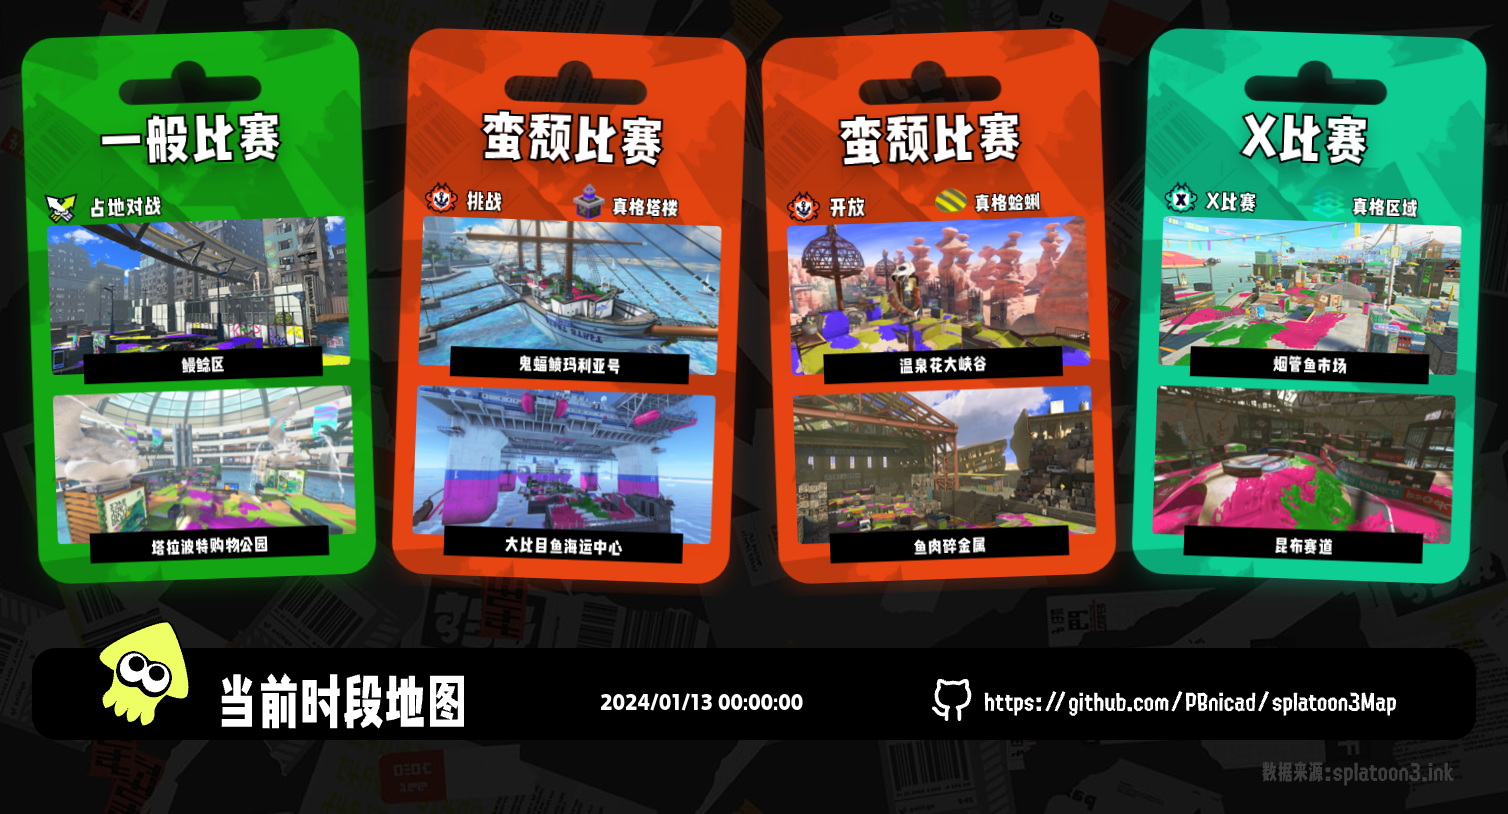 一般比赛
占地对战
鳗鲶区
塔拉波特购物公园
蛮颓比赛
挑战
真格塔楼
鬼蝠鲼玛利亚号
大比目鱼海运中心
蛮颓比赛
开放
真格蛤蜊
温泉花大峡谷
鱼肉碎金属
X比赛
X比赛
真格区域
烟管鱼市场
昆布赛道
当前时段地图
2024/01/13 00:00:00
https://github.com/PBnicad/splatoon3Map
数据来源:splatoon3.ink